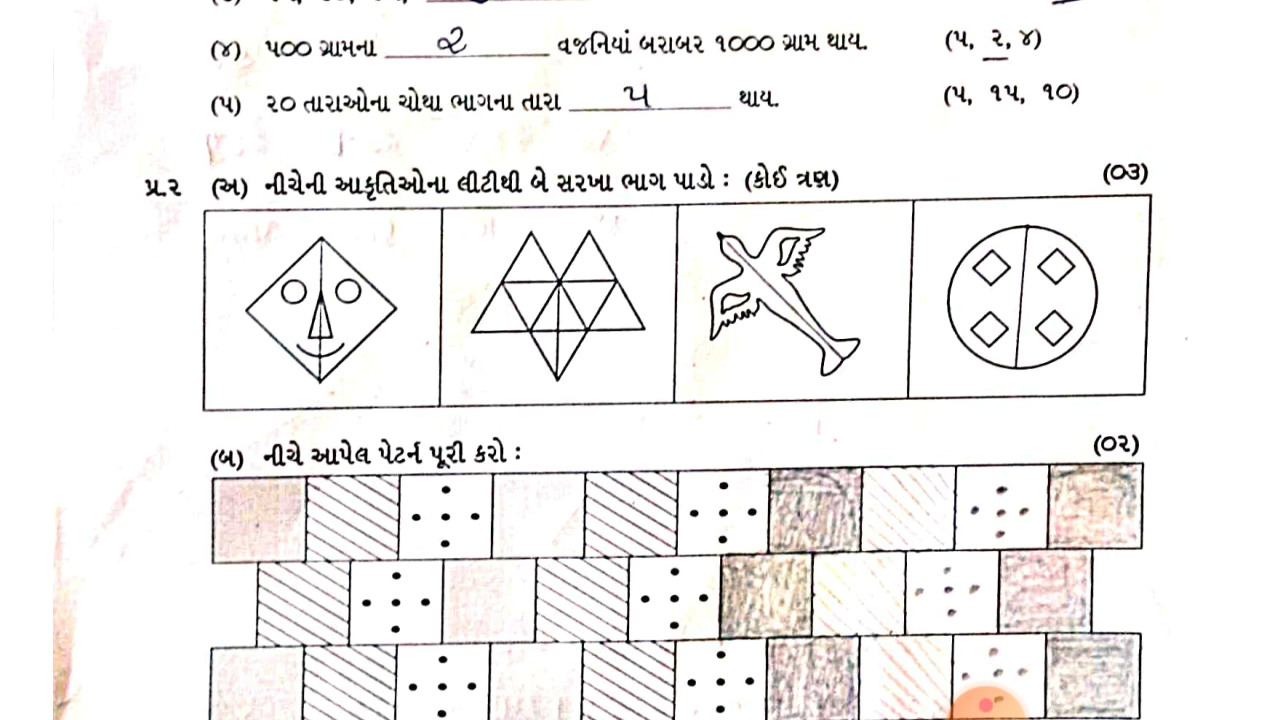 (૪) ૫૦૦ ગ્રામના ૨ વજનિયાં બરાબર ૧૦૦૦ ગ્રામ થાય. (૫, ૨, ૪)
(૫) ૨૦ તારાઓના ચોથા ભાગના તારા ૫ થાય. (૫, ૧૫, ૧૦)
પ્ર.૨ (અ) નીચેની આકૃતિઓના લીટીથી બે સરખા ભાગ પાડો : (કોઈ ત્રણ) (૦૩)
(બ) નીચે આપેલ પેટર્ન પૂરી કરો : (૦૨)